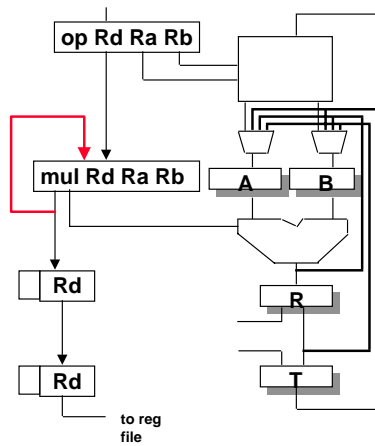 op Rd Ra Rb
mul Rd Ra Rb
A
B
Rd
R
Rd
T
to reg
file